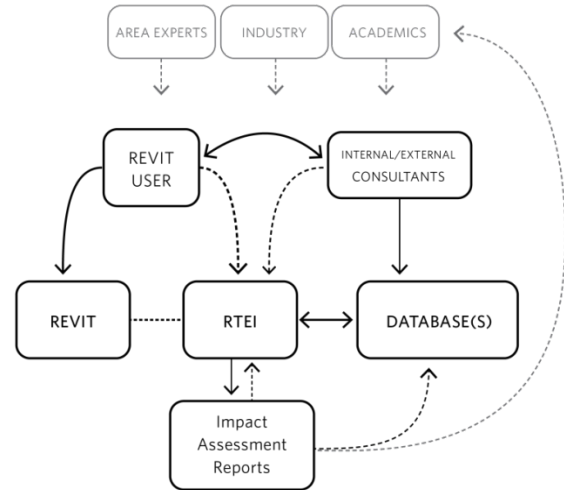 AREA EXPERTS
INDUSTRY
ACADEMICS
REVIT
USER
INTERNAL/EXTERNAL
CONSULTANTS
REVIT
RTEI
DATABASE(S)
Impact
Assessment
Reports